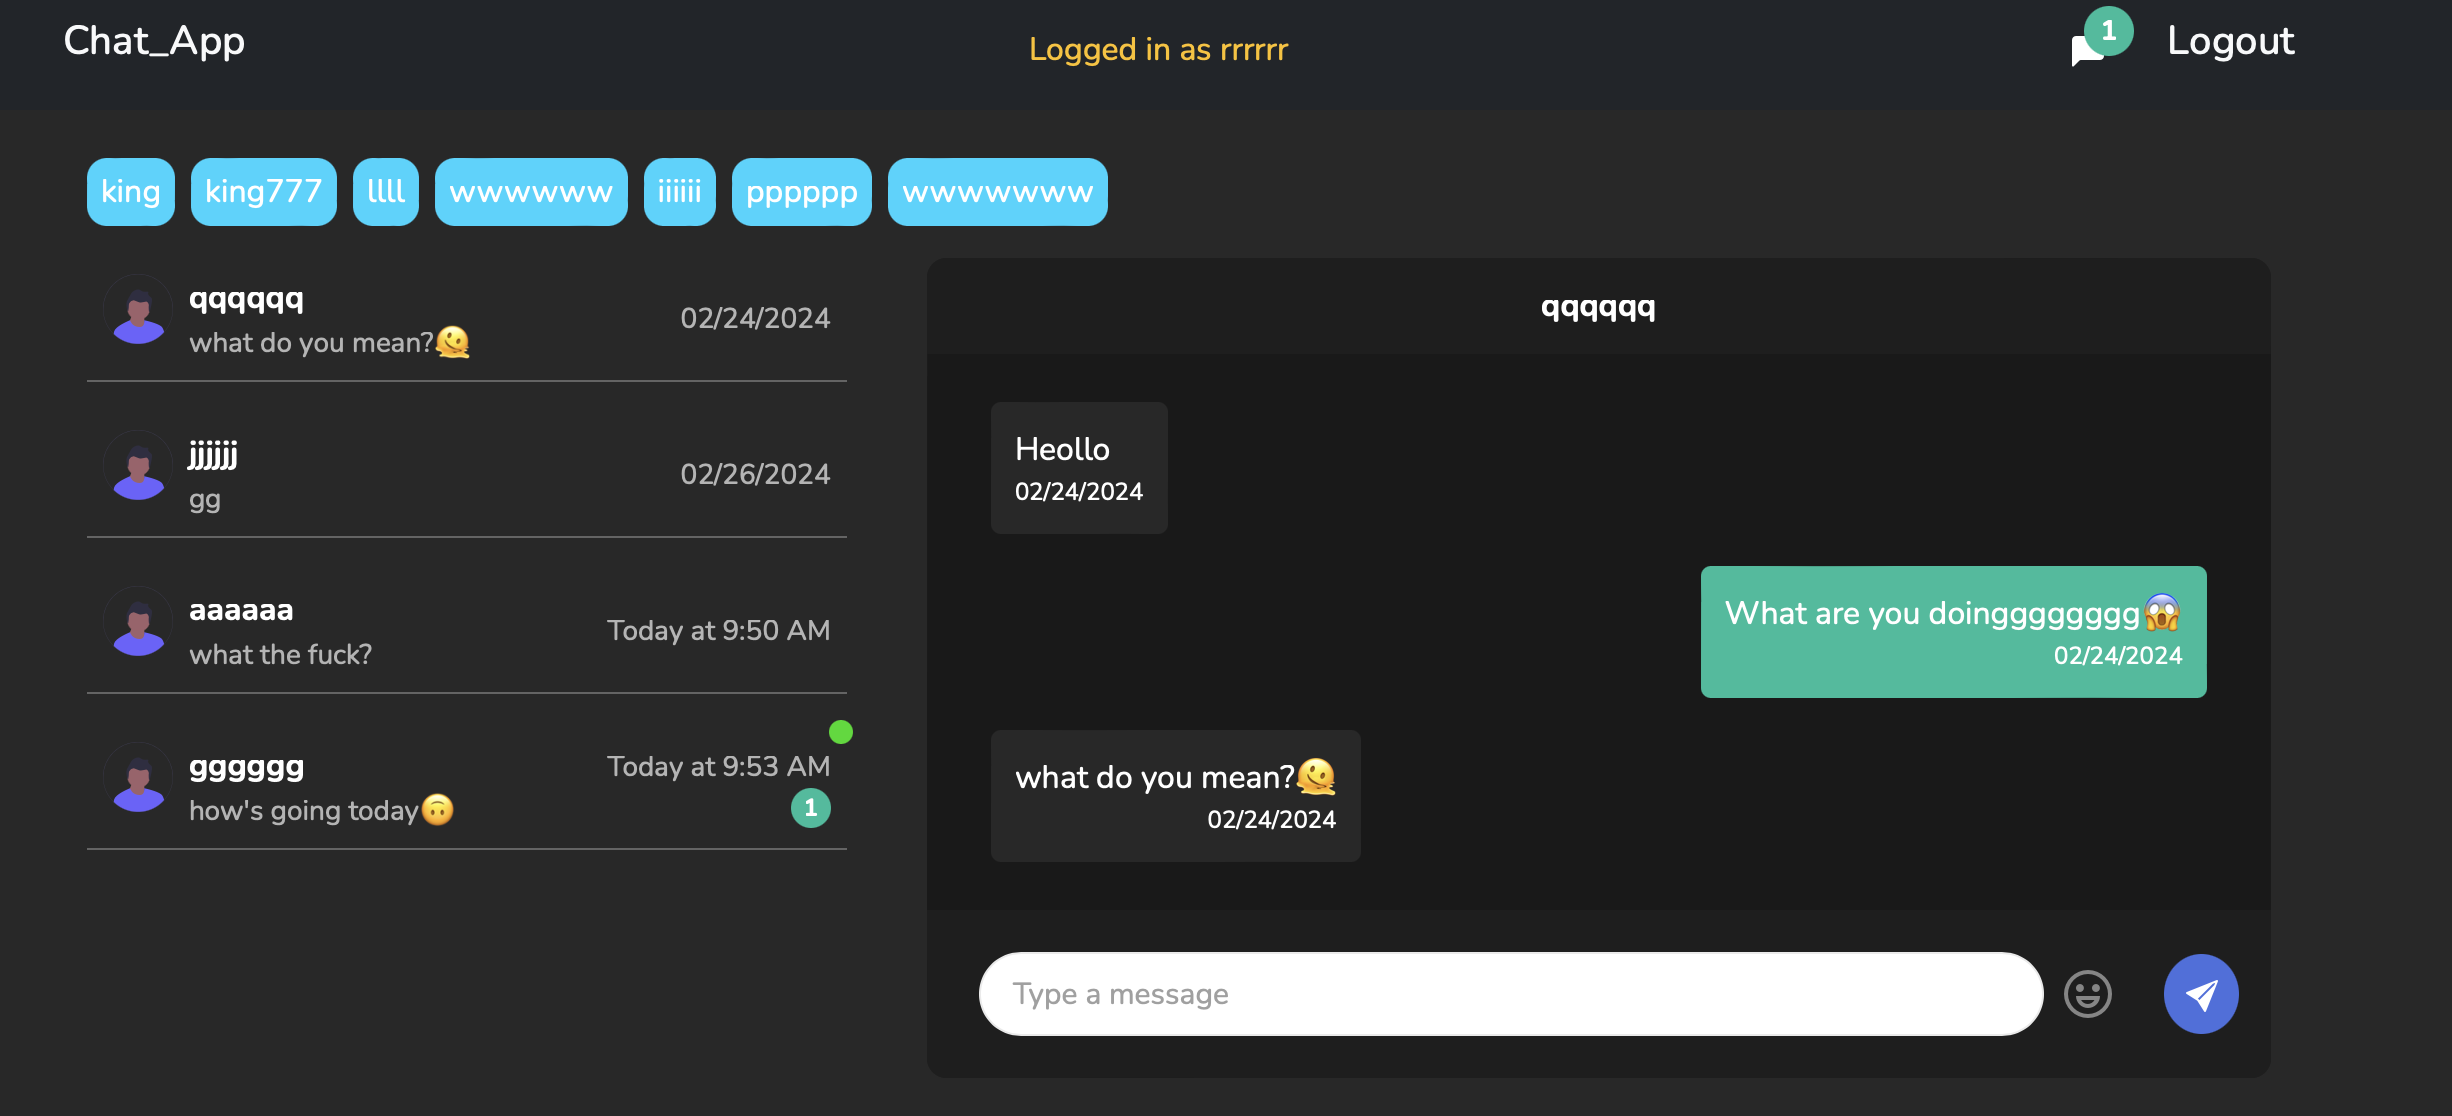 Chat_App
Logged in as rrrrrr
1
Logout
king king777 llll wwwwww iiiiii pppppp wwwwwww
qqqqqq
what do you mean?🫠
02/24/2024
jjjjjj
gg
02/26/2024
aaaaaa
what the fuck?
Today at 9:50 AM
gggggg
how's going today🙃
Today at 9:53 AM
1
qqqqqq
Heollo
02/24/2024
What are you doingggggggg😱
02/24/2024
what do you mean?🫠
02/24/2024
Type a message